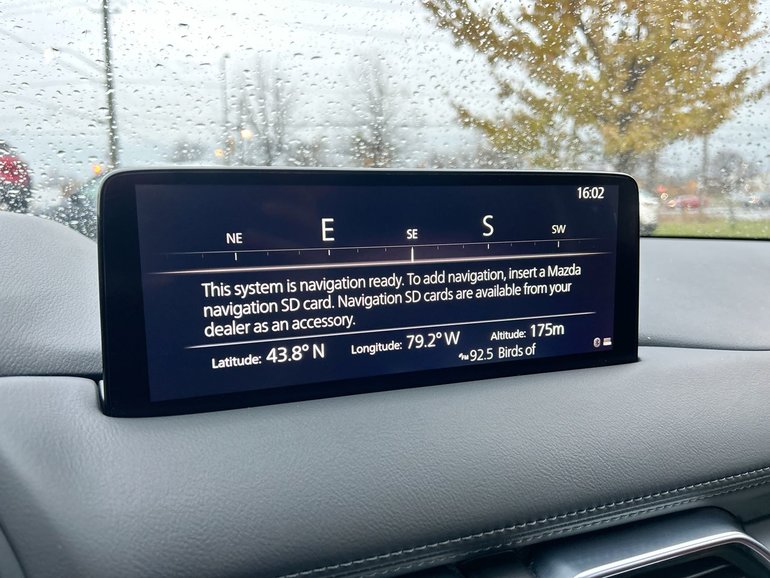 16:02
NE E SE S SW
This system is navigation ready. To add navigation, insert a Mazda
navigation SD card. Navigation SD cards are available from your
dealer as an accessory.
Latitude: 43.8° N Longitude: 79.2° W Altitude: 175m
FM 92.5 Birds of